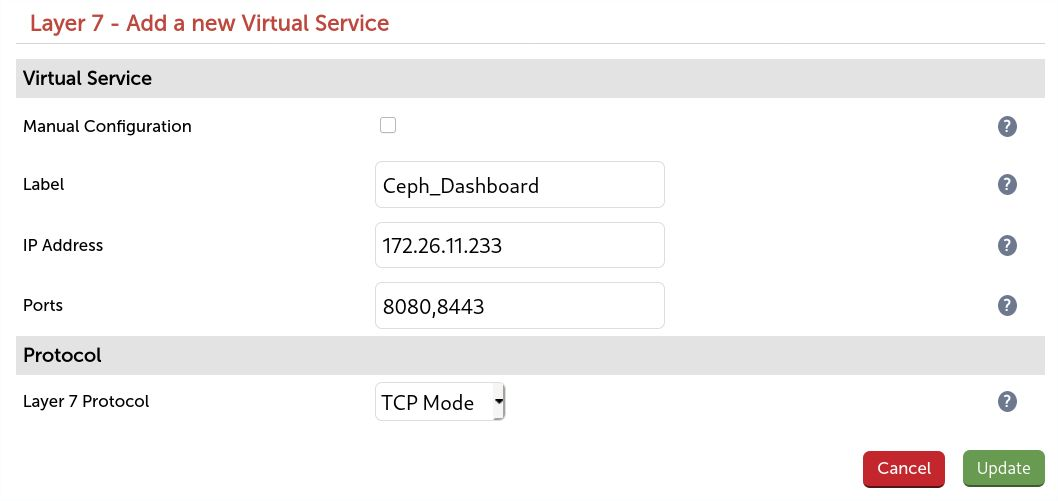 Layer 7 - Add a new Virtual Service
Virtual Service
Manual Configuration ?
Label Ceph_Dashboard ?
IP Address 172.26.11.233 ?
Ports 8080,8443 ?
Protocol
Layer 7 Protocol TCP Mode ?
Cancel Update